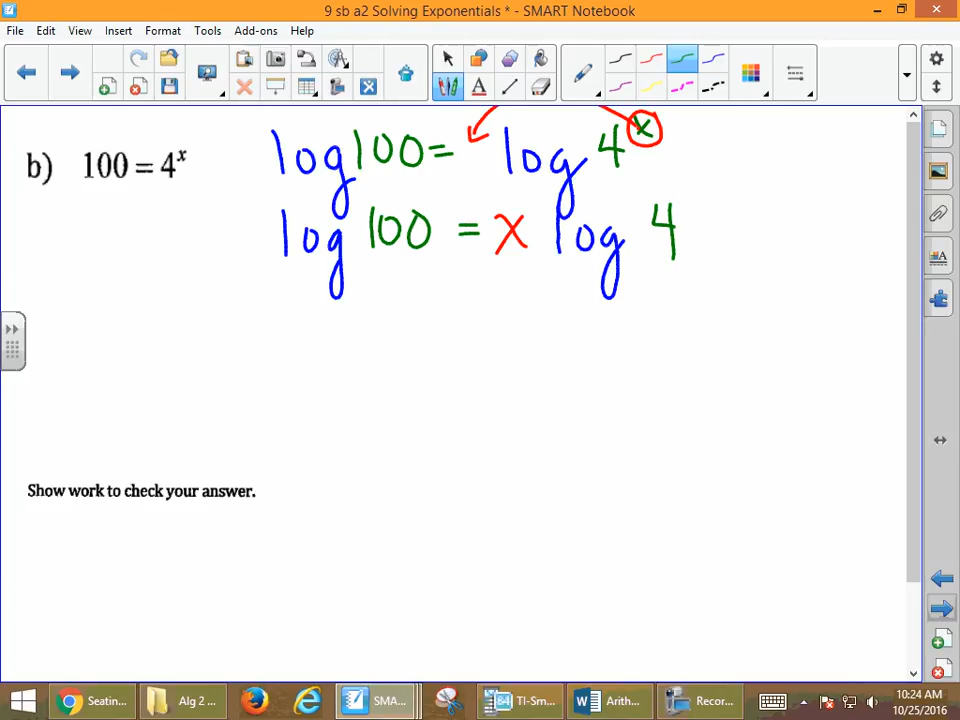 9 sb a2 Solving Exponentials * - SMART Notebook
File Edit View Insert Format Tools Add-ons Help
b) 100 = 4^x
log 100 = log 4^x
log 100 = x log 4
Show work to check your answer.
Seatin... Alg 2 ... SMA... TI-Sm... Arith... Recor...
10:24 AM
10/25/2016